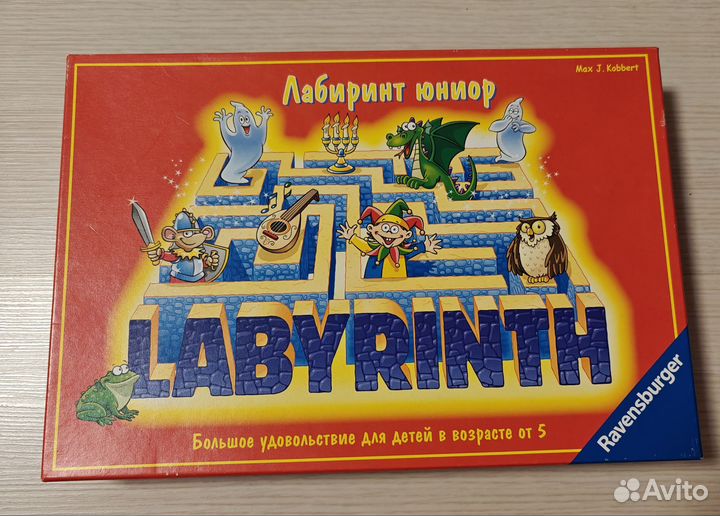 Max J. Kobbert
Лабиринт юниор
LABYRINTH
Большое удовольствие для детей в возрасте от 5
Ravensburger
Avito